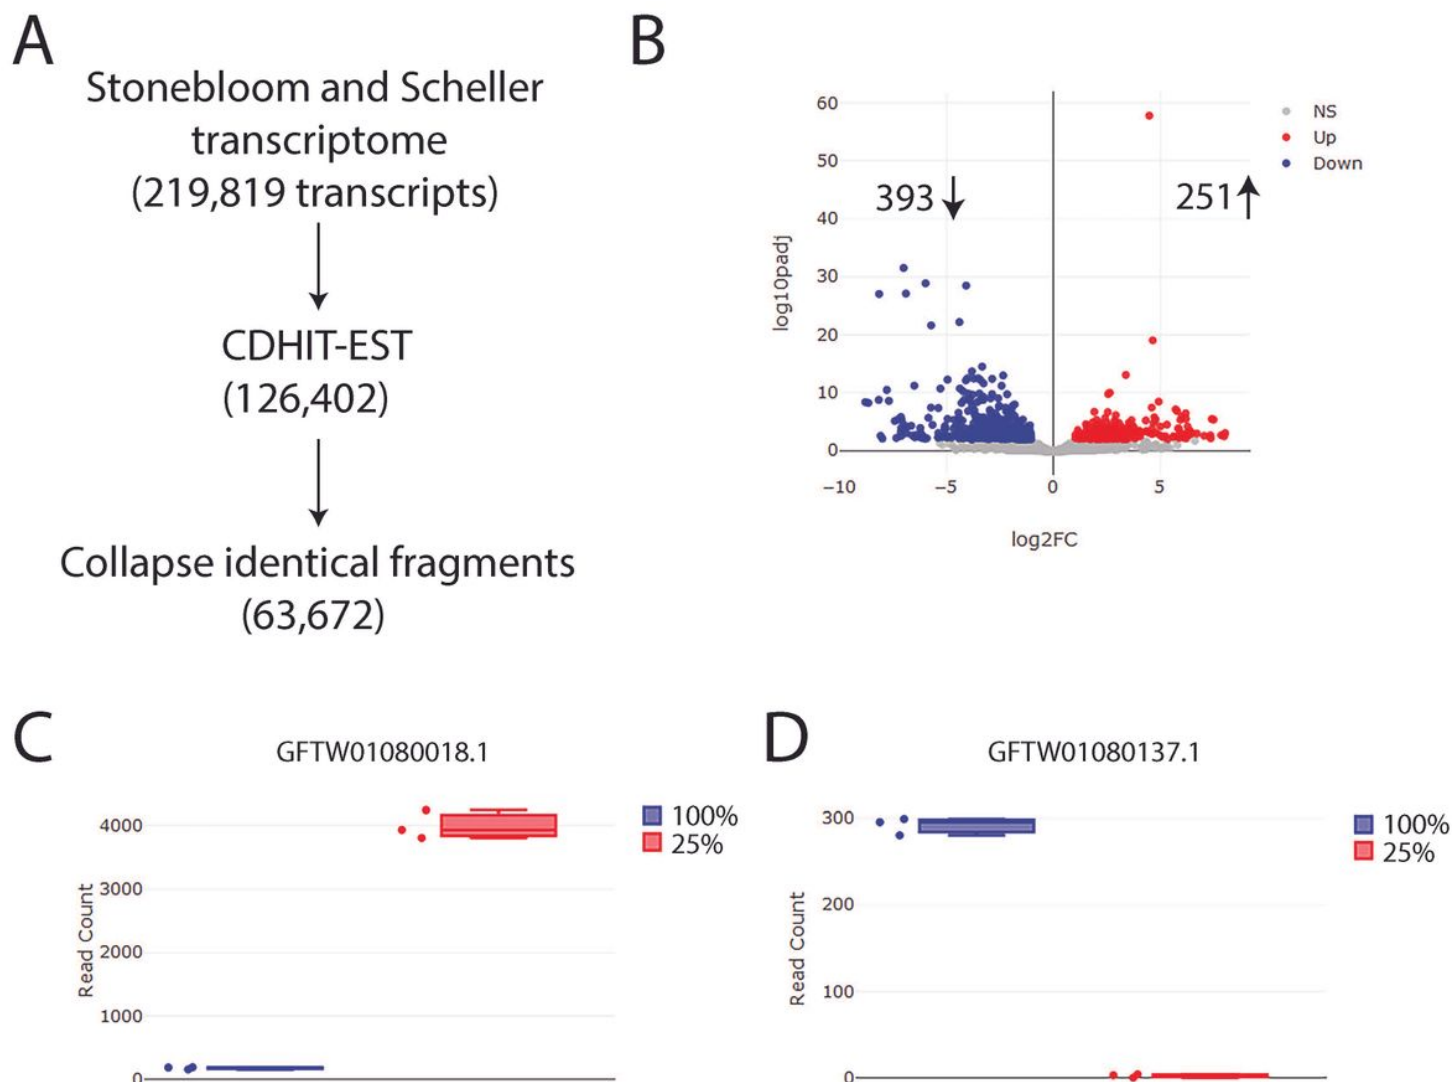 A
Stonebloom and Scheller
transcriptome
(219,819 transcripts)
CDHIT-EST
(126,402)
Collapse identical fragments
(63,672)
B
60
50
40
30
20
10
0
log10padj
393
251
−10
−5
0
5
log2FC
NS
Up
Down
C
GFTW01080018.1
4000
3000
2000
1000
0
Read Count
100%
25%
D
GFTW01080137.1
300
200
100
0
Read Count
100%
25%